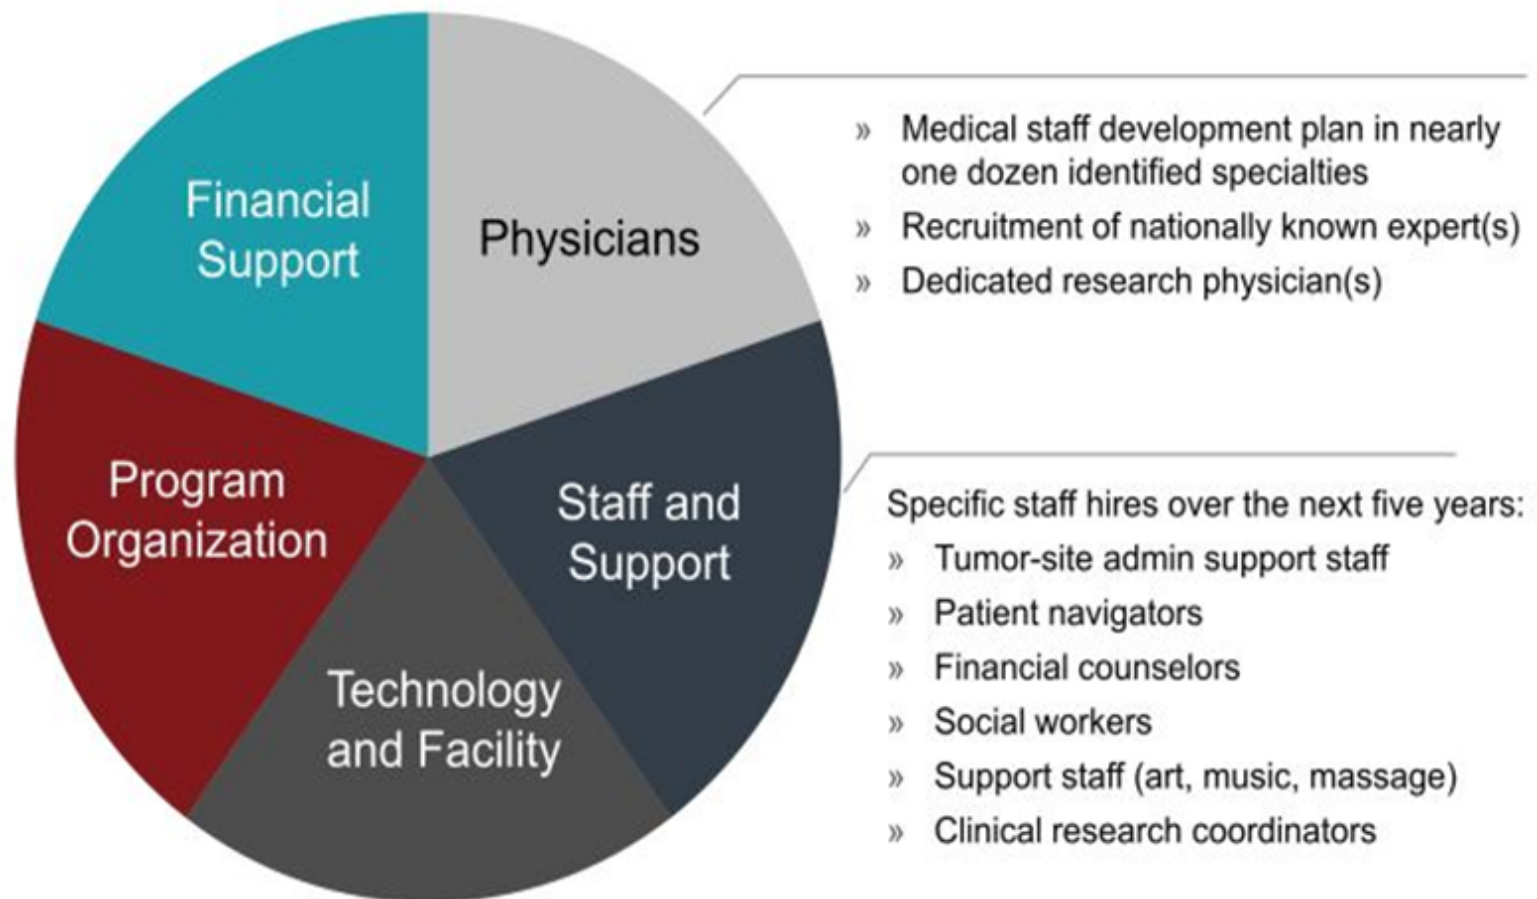 Financial
Support
Physicians
» Medical staff development plan in nearly
one dozen identified specialties
» Recruitment of nationally known expert(s)
» Dedicated research physician(s)
Program
Organization
Staff and
Support
Technology
and Facility
Specific staff hires over the next five years:
» Tumor-site admin support staff
» Patient navigators
» Financial counselors
» Social workers
» Support staff (art, music, massage)
» Clinical research coordinators